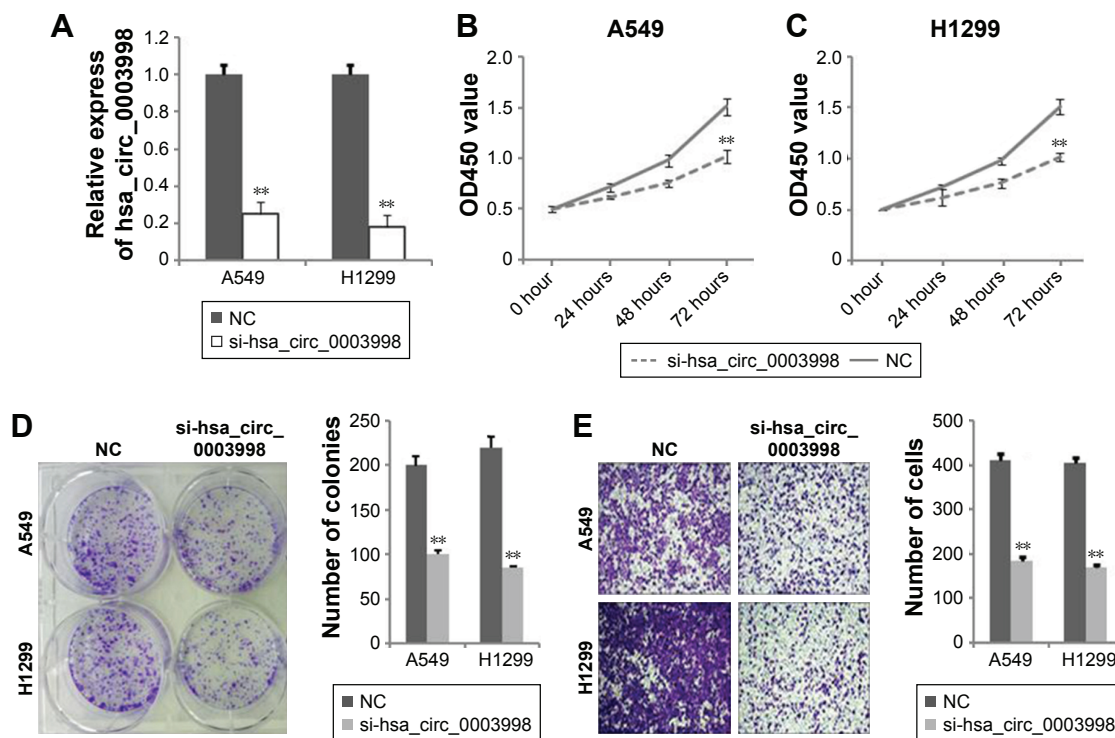 A
Relative express
of hsa_circ_0003998
1.2
1.0
0.8
0.6
0.4
0.2
0
**
**
A549
H1299
NC
si-hsa_circ_0003998
B
A549
OD450 value
2.0
1.5
1.0
0.5
0
**
0 hour
24 hours
48 hours
72 hours
C
H1299
OD450 value
2.0
1.5
1.0
0.5
0
**
0 hour
24 hours
48 hours
72 hours
si-hsa_circ_0003998
NC
D
NC
si-hsa_circ_
0003998
A549
H1299
Number of colonies
250
200
150
100
50
0
**
**
A549
H1299
NC
si-hsa_circ_0003998
E
NC
si-hsa_circ_
0003998
A549
H1299
Number of cells
500
400
300
200
100
0
**
**
A549
H1299
NC
si-hsa_circ_0003998